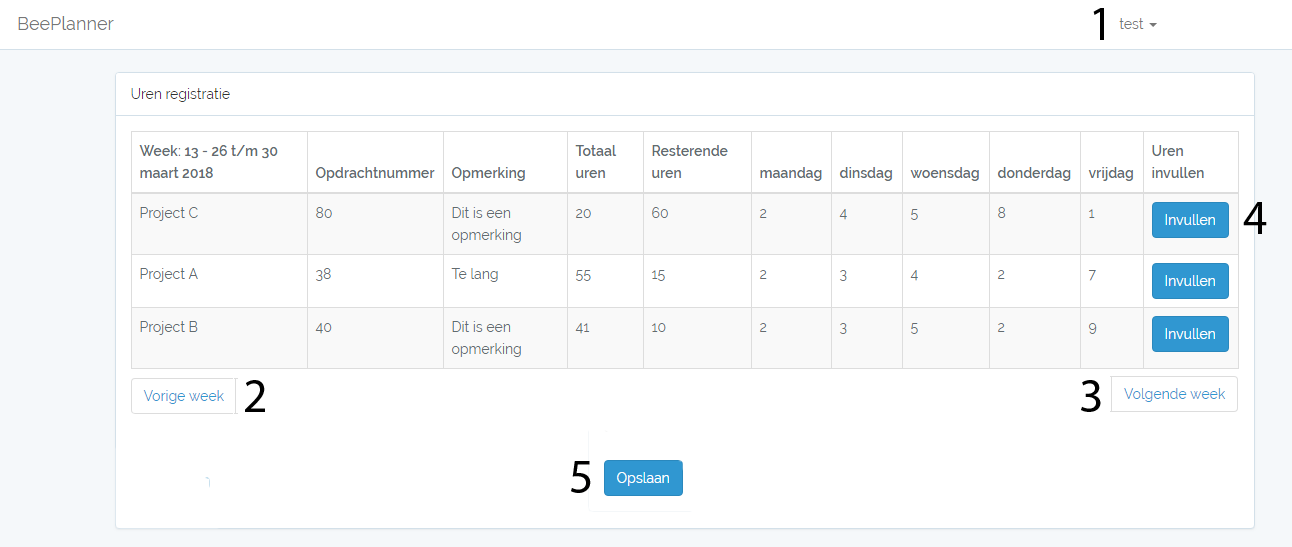 BeePlanner
1 test
Uren registratie
Week: 13 - 26 t/m 30 Totaal Resterende Uren
maart 2018 Opdrachtnummer Opmerking uren uren maandag dinsdag woensdag donderdag vrijdag invullen
Project C 80 Dit is een 20 60 2 4 5 8 1 Invullen 4
opmerking
Project A 38 Te lang 55 15 2 3 4 2 7 Invullen
Project B 40 Dit is een 41 10 2 3 5 2 9 Invullen
opmerking
Vorige week 2 3 Volgende week
5 Opslaan